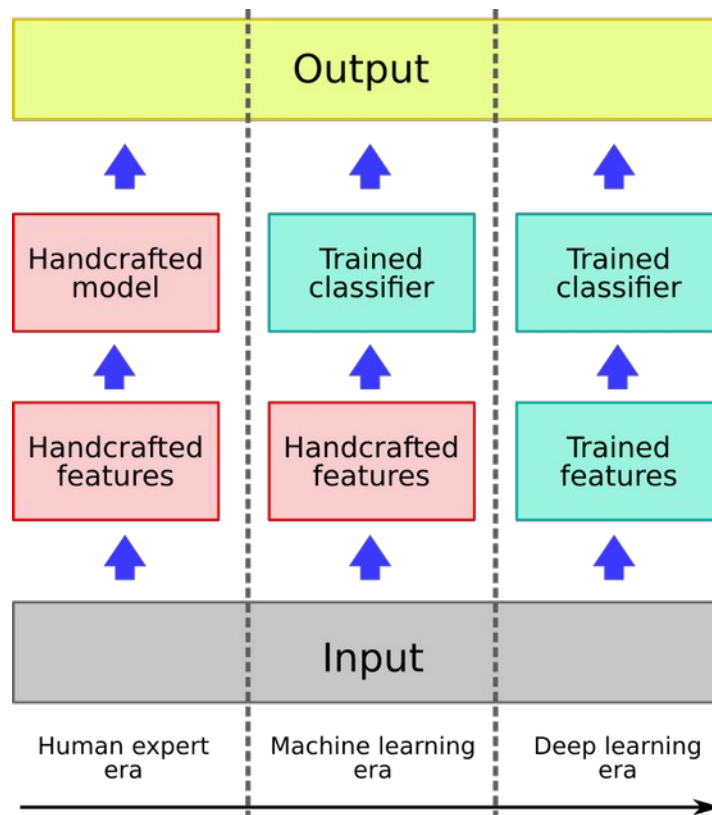 Output
Handcrafted
model
Trained
classifier
Trained
classifier
Handcrafted
features
Handcrafted
features
Trained
features
Input
Human expert
era
Machine learning
era
Deep learning
era